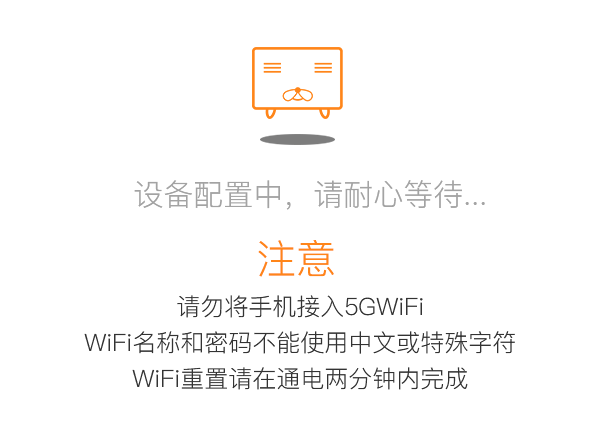 设备配置中，请耐心等待...
注意
请勿将手机接入5GWiFi
WiFi名称和密码不能使用中文或特殊字符
WiFi重置请在通电两分钟内完成